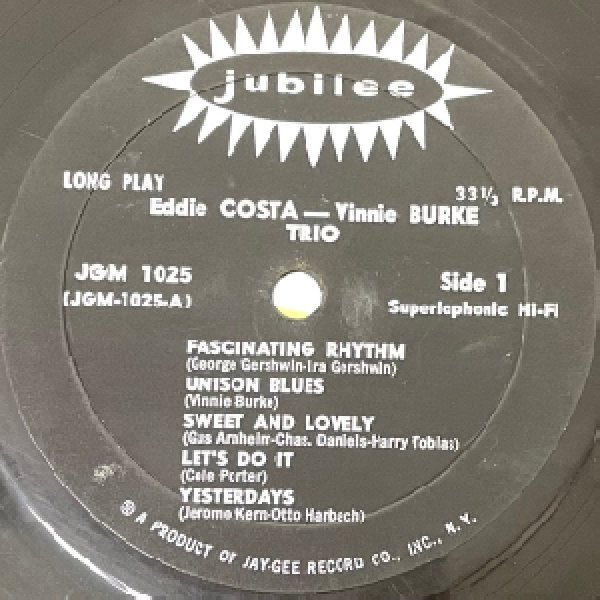 jubilee
LONG PLAY
33 1/3 R.P.M.
Eddie COSTA — Vinnie BURKE
TRIO
JGM 1025
(JGM-1025-A)
Side 1
Superlaphonic Hi-Fi
FASCINATING RHYTHM
(George Gershwin-Ira Gershwin)
UNISON BLUES
(Vinnie Burke)
SWEET AND LOVELY
(Gus Arnheim-Chas. Daniels-Harry Tobias)
LET'S DO IT
(Cole Porter)
YESTERDAYS
(Jerome Kern-Otto Harbach)
® A PRODUCT OF JAY-GEE RECORD CO., INC., N.Y.